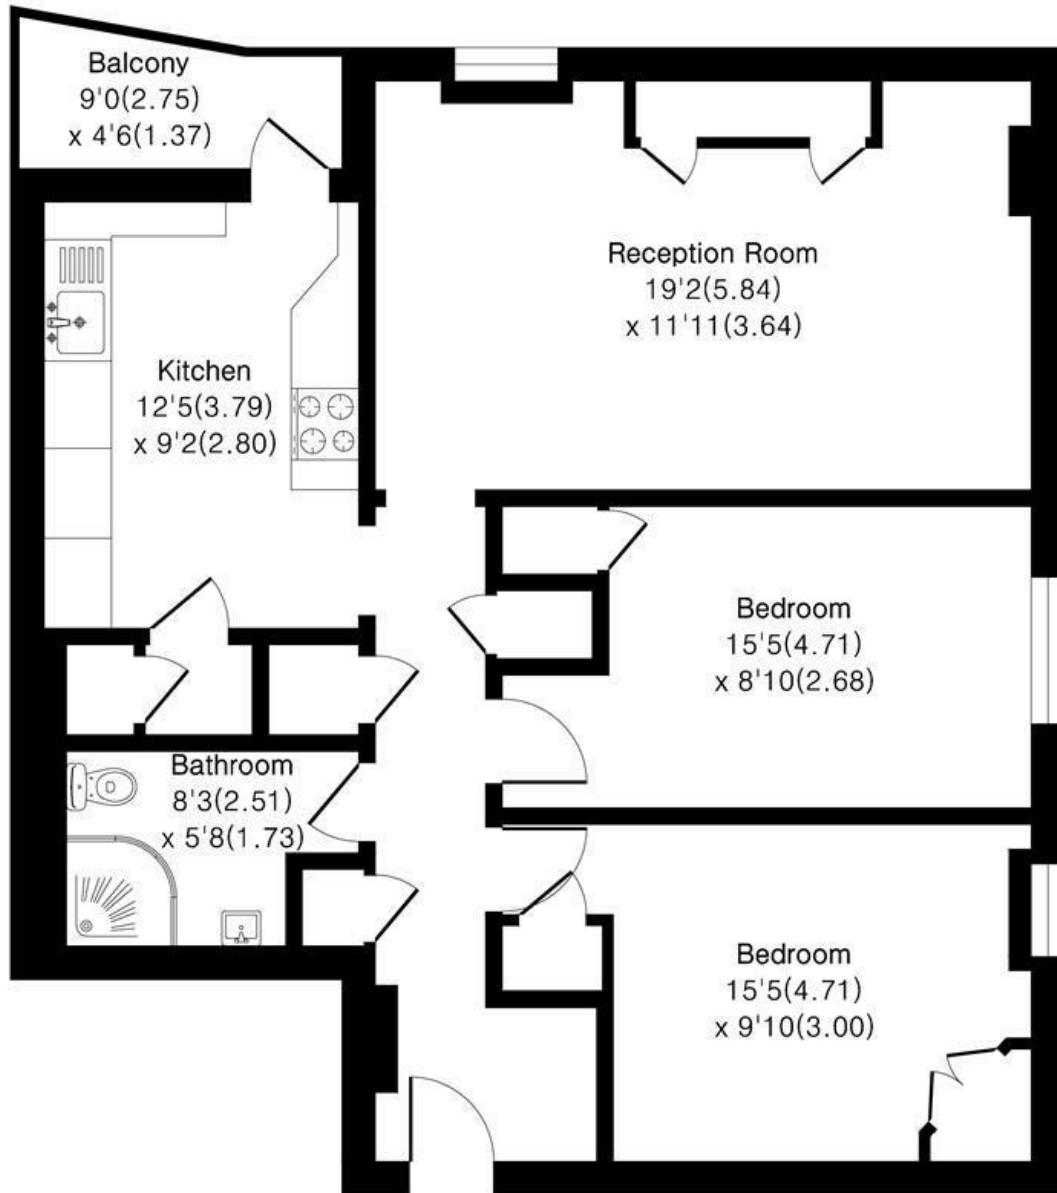 Balcony
9'0(2.75)
x 4'6(1.37)
Reception Room
19'2(5.84)
x 11'11(3.64)
Kitchen
12'5(3.79)
x 9'2(2.80)
Bedroom
15'5(4.71)
x 8'10(2.68)
Bathroom
8'3(2.51)
x 5'8(1.73)
Bedroom
15'5(4.71)
x 9'10(3.00)